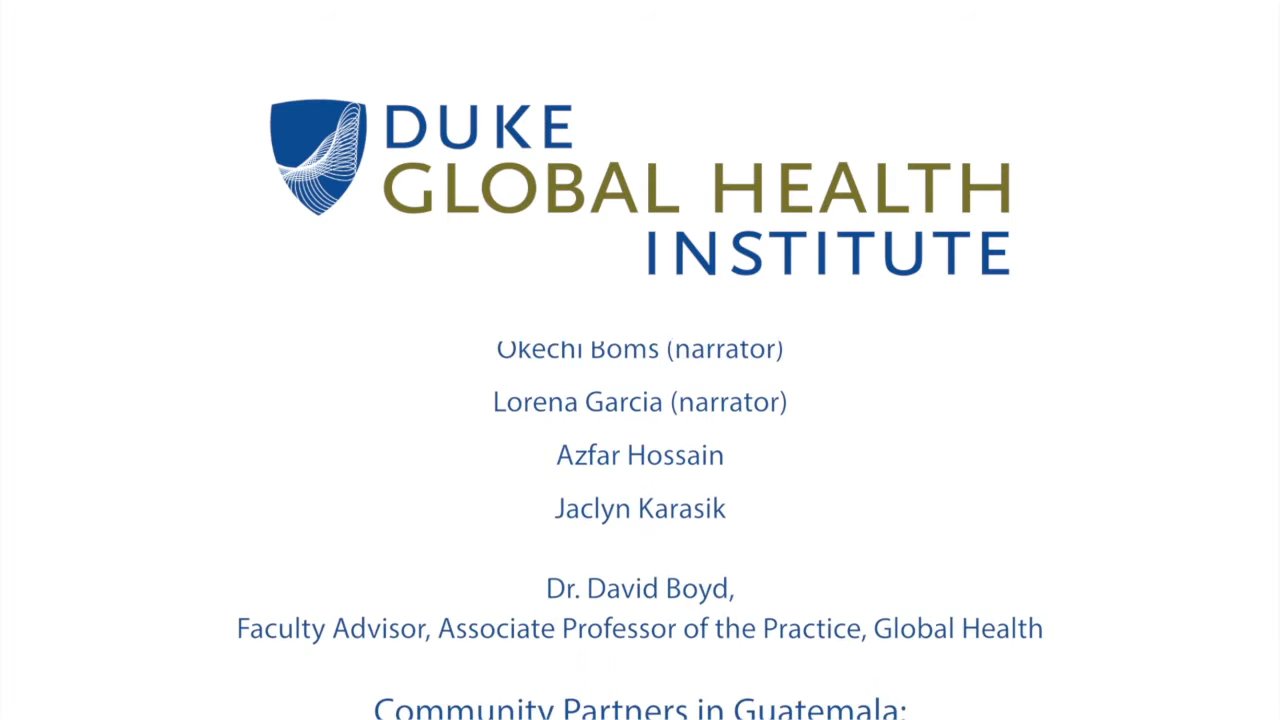 DUKE
GLOBAL HEALTH
INSTITUTE
Okechi Boms (narrator)
Lorena Garcia (narrator)
Azfar Hossain
Jaclyn Karasik
Dr. David Boyd,
Faculty Advisor, Associate Professor of the Practice, Global Health
Community Partners in Guatemala: